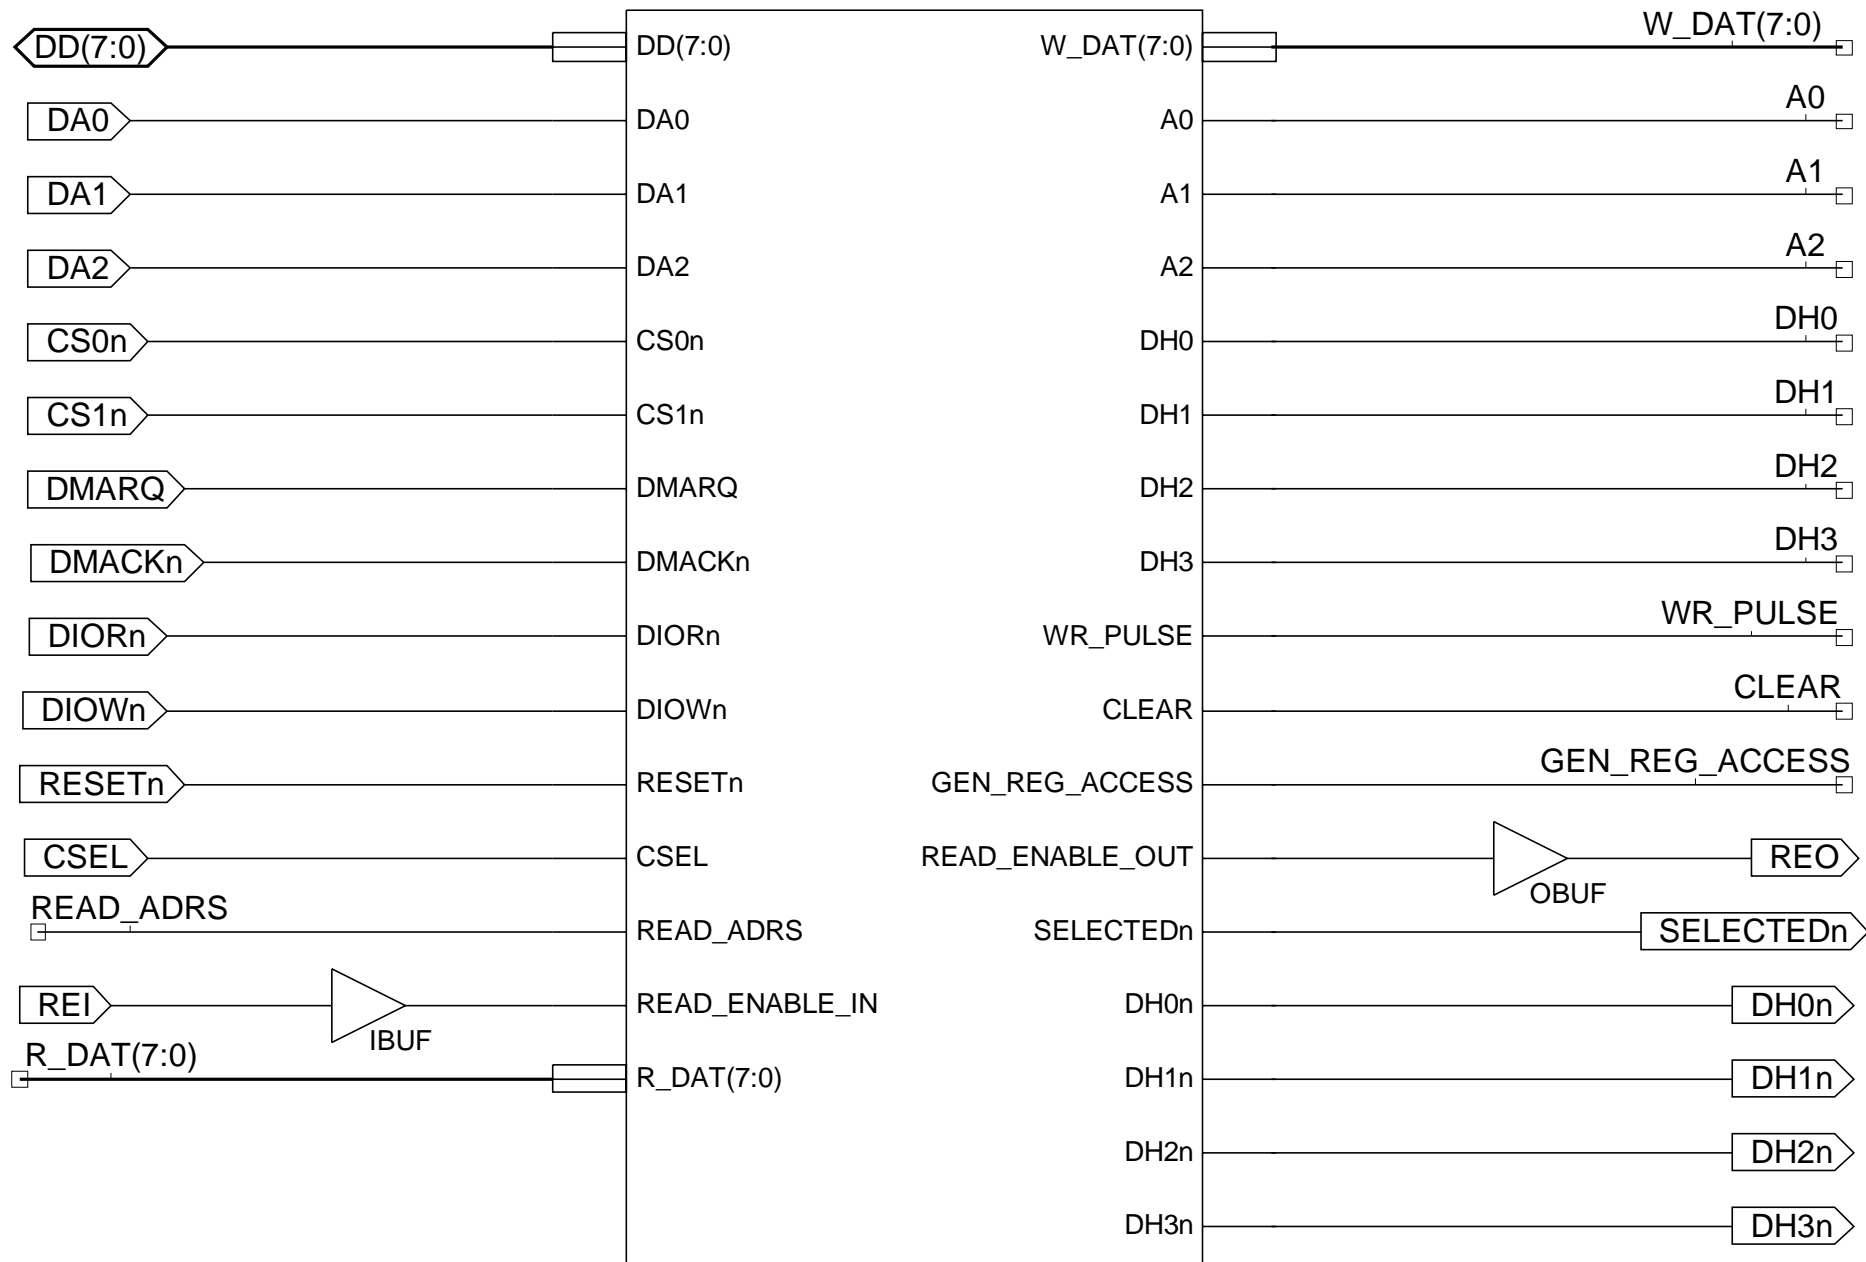 DD(7:0) DD(7:0) W_DAT(7:0) W_DAT(7:0)
DA0 DA0 A0 A0
DA1 DA1 A1 A1
DA2 DA2 A2 A2
CS0n CS0n DH0 DH0
CS1n CS1n DH1 DH1
DMARQ DMARQ DH2 DH2
DMACKn DMACKn DH3 DH3
DIORn DIORn WR_PULSE WR_PULSE
DIOWn DIOWn CLEAR CLEAR
RESETn RESETn GEN_REG_ACCESS GEN_REG_ACCESS
CSEL CSEL READ_ENABLE_OUT REO
OBUF
READ_ADRS READ_ADRS SELECTEDn SELECTEDn
REI READ_ENABLE_IN DH0n DH0n
IBUF
R_DAT(7:0) R_DAT(7:0) DH1n DH1n
DH2n DH2n
DH3n DH3n